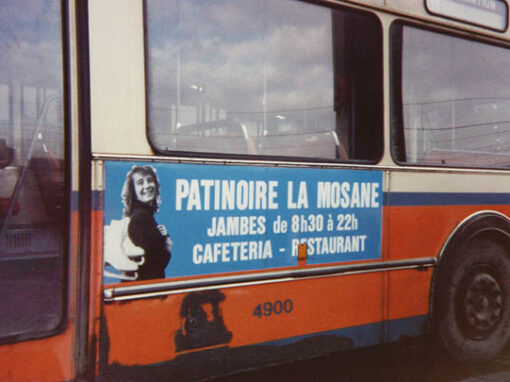 PATINOIRE LA MOSANE
JAMBES de 8h30 à 22h
CAFETERIA - RESTAURANT
4900